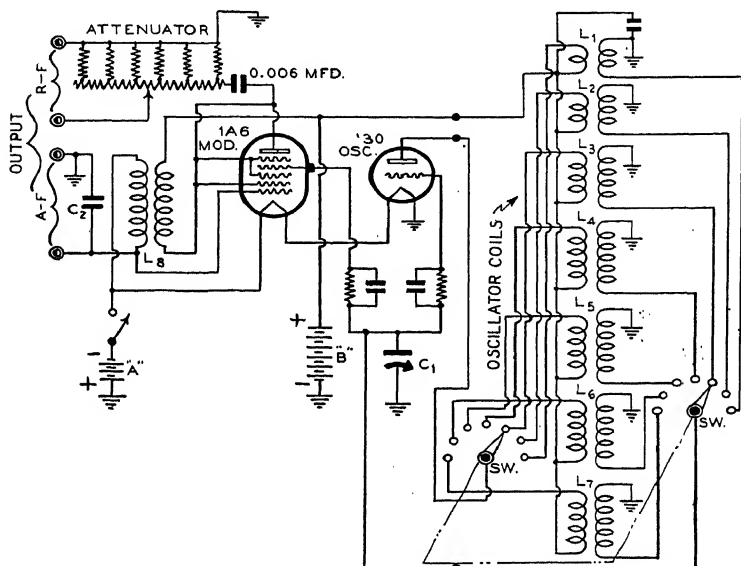 ATTENUATOR
0.006 MFD.
R-F
OUTPUT
A-F
C2
L8
1A6
MOD.
'30
OSC.
"A"
+
-
"B"
+
-
C1
OSCILLATOR COILS
L1
L2
L3
L4
L5
L6
L7
SW.
SW.